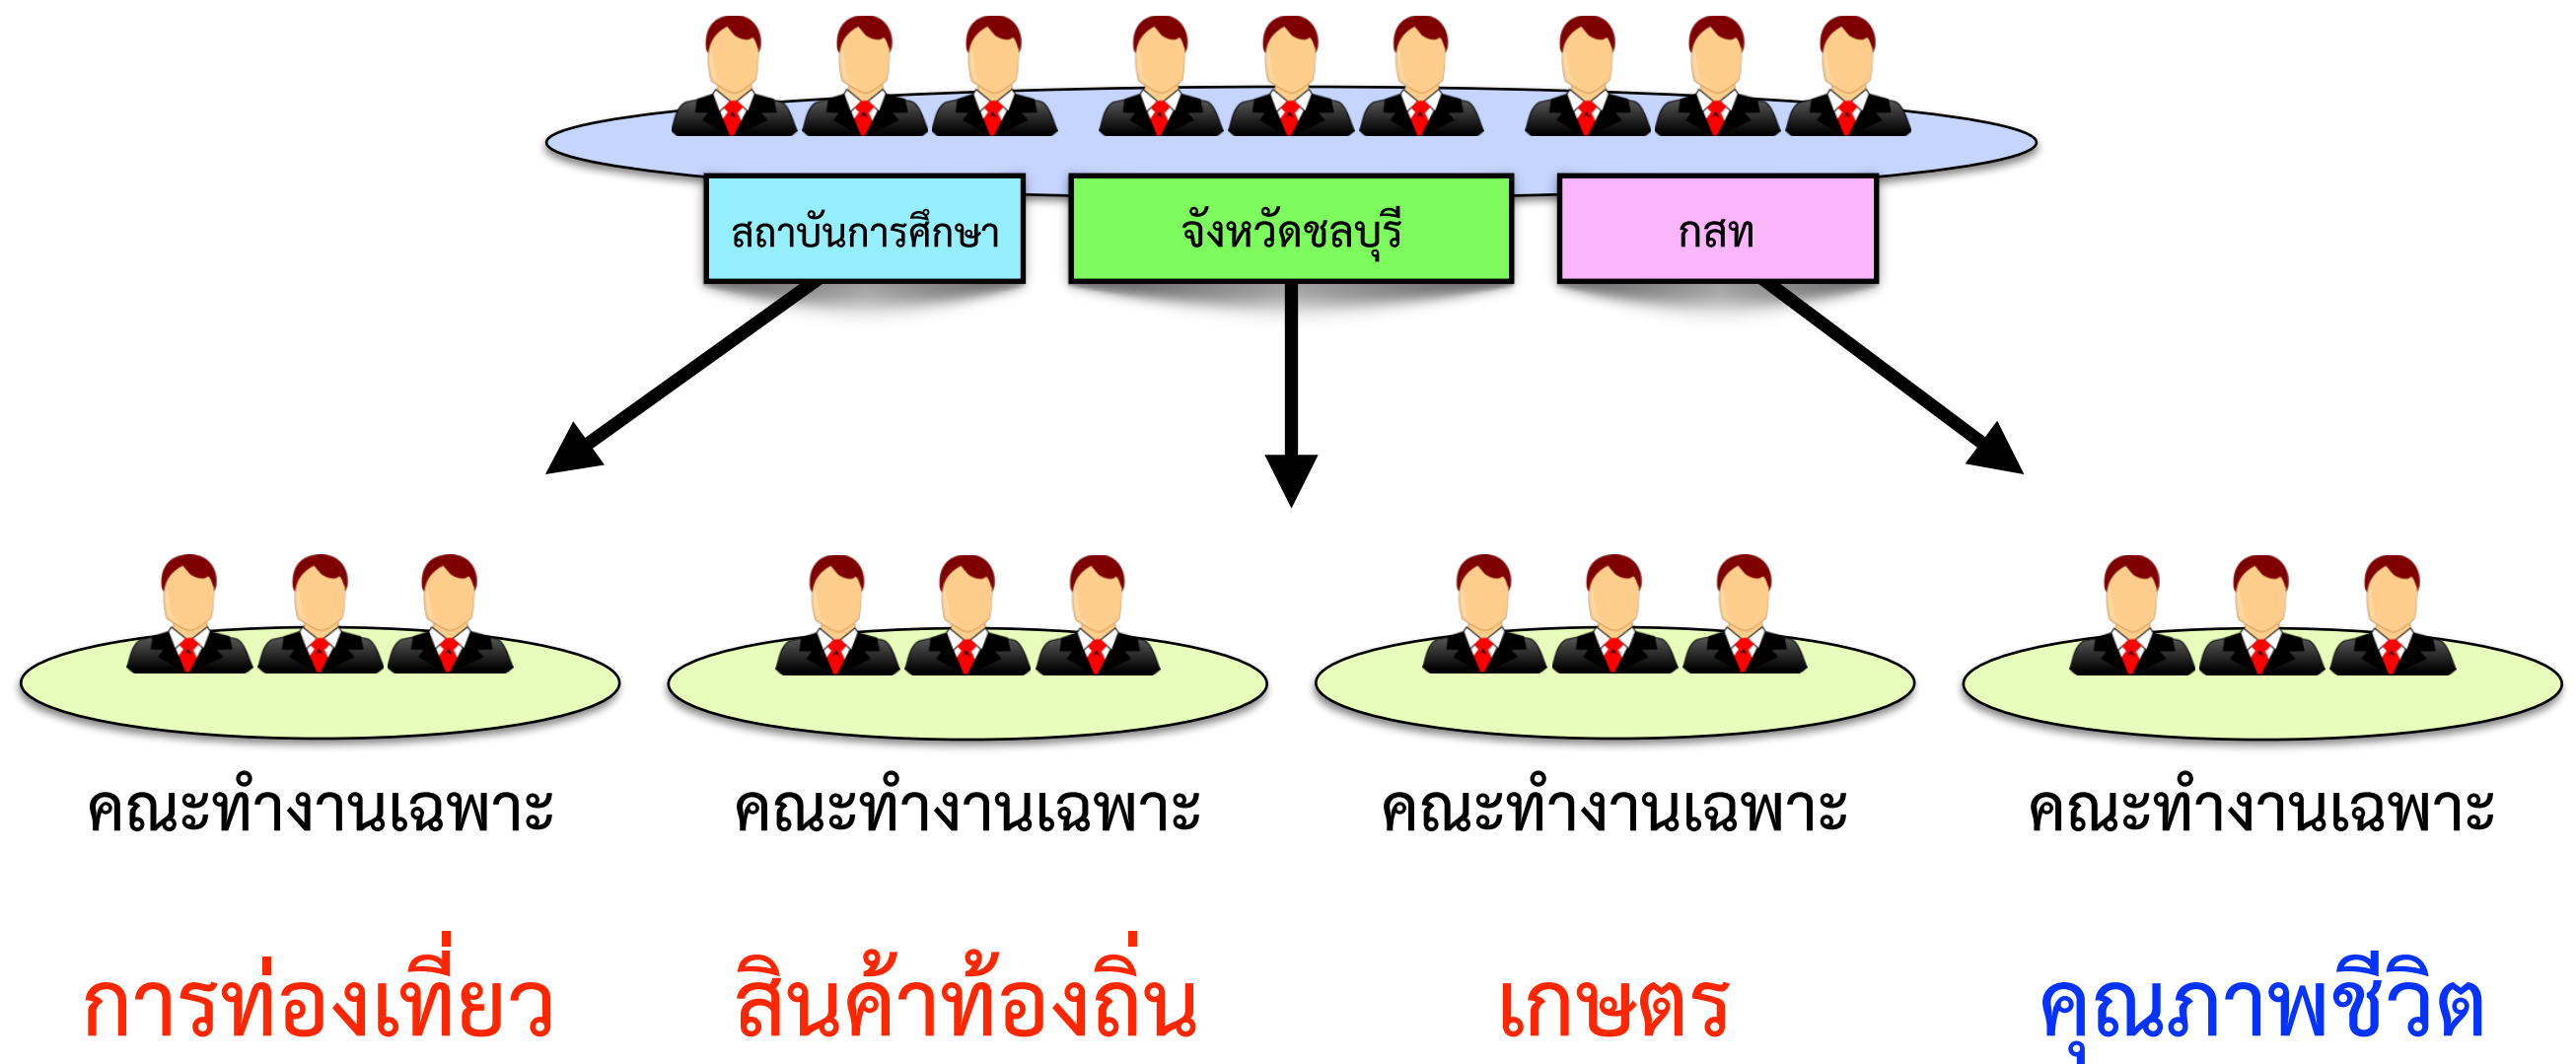 สถาบันการศึกษา จังหวัดชลบุรี กสท
คณะทำงานเฉพาะ คณะทำงานเฉพาะ คณะทำงานเฉพาะ คณะทำงานเฉพาะ
การท่องเที่ยว สินค้าท้องถิ่น เกษตร คุณภาพชีวิต